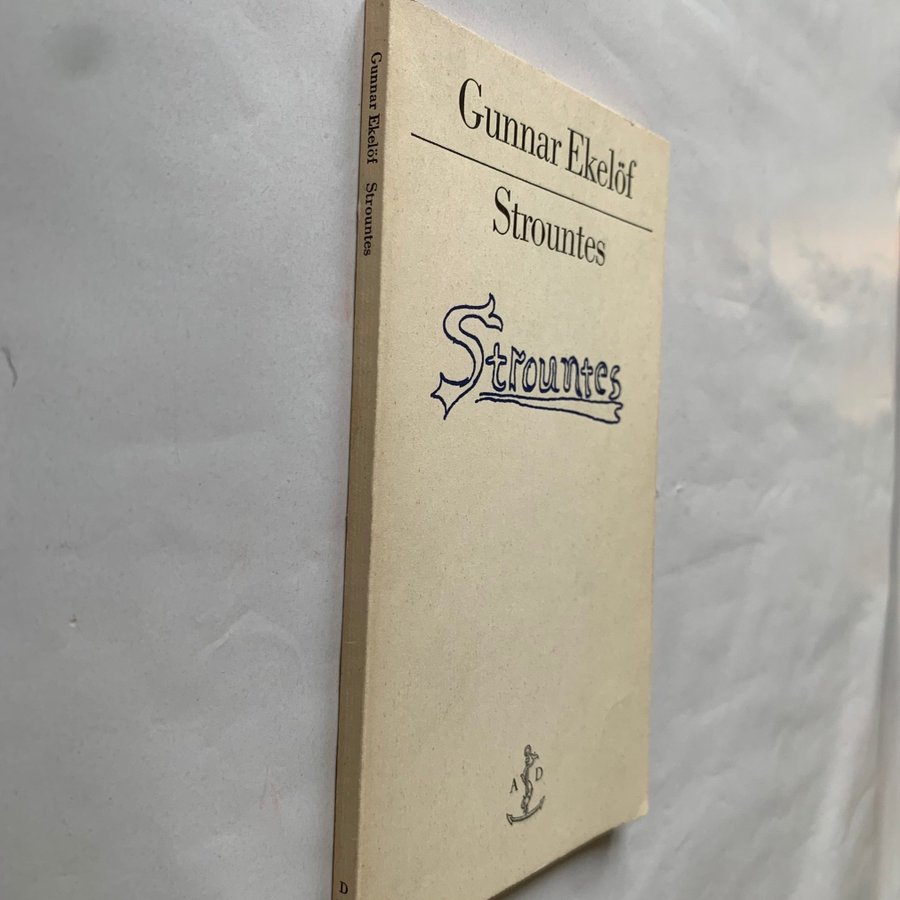 Gunnar Ekelöf
Strountes
Strountes
A D
Gunnar Ekelöf Strountes
D